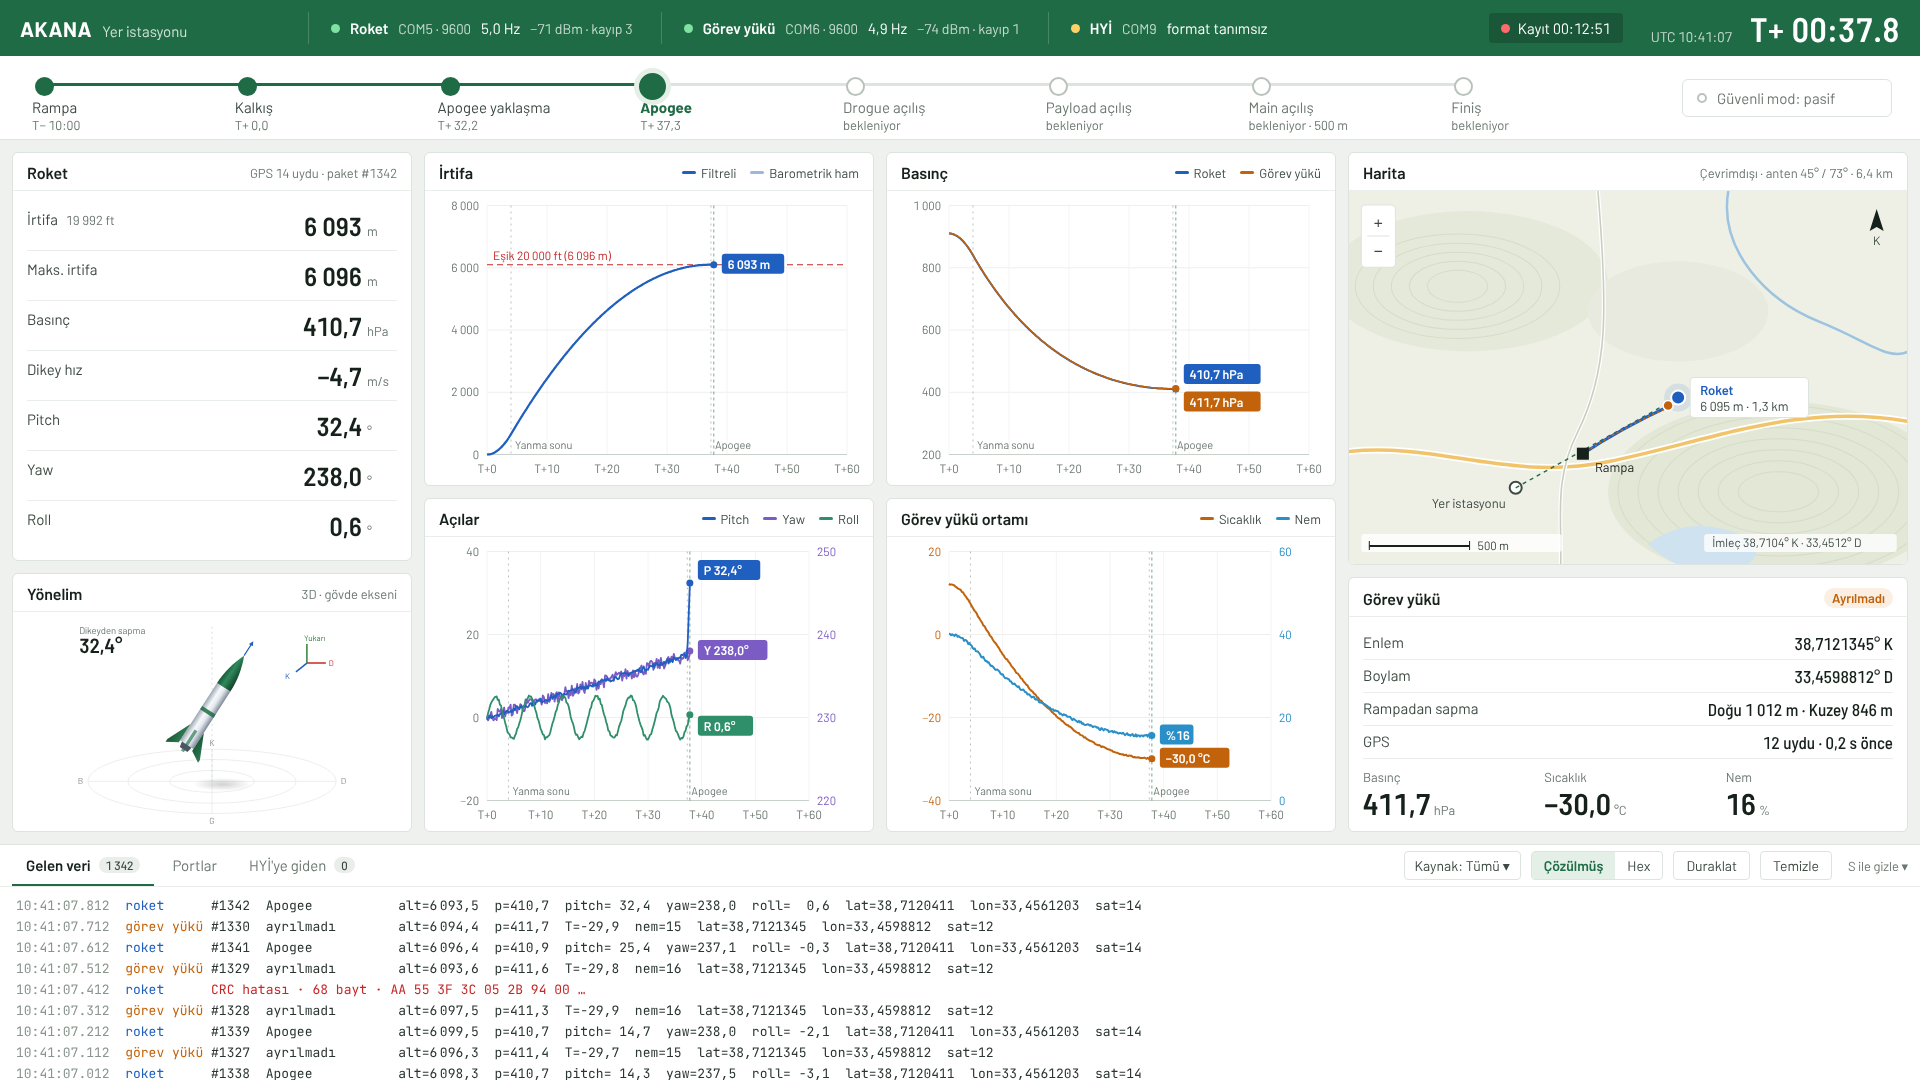 AKANA Yer istasyonu
Roket COM5 · 9600 5,0 Hz −71 dBm · kayıp 3
Görev yükü COM6 · 9600 4,9 Hz −74 dBm · kayıp 1
HYİ COM9 format tanımsız
Kayıt 00:12:51
UTC 10:41:07 T+ 00:37.8
Rampa
T− 10:00
Kalkış
T+ 0,0
Apogee yaklaşma
T+ 32,2
Apogee
T+ 37,3
Drogue açılış
bekleniyor
Payload açılış
bekleniyor
Main açılış
bekleniyor · 500 m
Finiş
bekleniyor
Güvenli mod: pasif
Roket GPS 14 uydu · paket #1342
İrtifa 19 992 ft 6 093 m
Maks. irtifa 6 096 m
Basınç 410,7 hPa
Dikey hız −4,7 m/s
Pitch 32,4 °
Yaw 238,0 °
Roll 0,6 °
Yönelim 3D · gövde ekseni
Dikeyden sapma
32,4°
Yukarı
D
K
K
B
D
G
İrtifa Filtreli Barometrik ham
8 000
6 000
4 000
2 000
0
Eşik 20 000 ft (6 096 m)
6 093 m
Yanma sonu Apogee
T+0 T+10 T+20 T+30 T+40 T+50 T+60
Basınç Roket Görev yükü
1 000
800
600
400
200
410,7 hPa
411,7 hPa
Yanma sonu Apogee
T+0 T+10 T+20 T+30 T+40 T+50 T+60
Açılar Pitch Yaw Roll
40
20
0
−20
250
240
230
220
P 32,4°
Y 238,0°
R 0,6°
Yanma sonu Apogee
T+0 T+10 T+20 T+30 T+40 T+50 T+60
Görev yükü ortamı Sıcaklık Nem
20
0
−20
−40
60
40
20
0
%16
−30,0 °C
Yanma sonu Apogee
T+0 T+10 T+20 T+30 T+40 T+50 T+60
Harita Çevrimdışı · anten 45° / 73° · 6,4 km
+
−
K
Roket
6 095 m · 1,3 km
Rampa
Yer istasyonu
500 m
İmleç 38,7104° K · 33,4512° D
Görev yükü Ayrılmadı
Enlem 38,7121345° K
Boylam 33,4598812° D
Rampadan sapma Doğu 1 012 m · Kuzey 846 m
GPS 12 uydu · 0,2 s önce
Basınç Sıcaklık Nem
411,7 hPa −30,0 °C 16 %
Gelen veri 1 342 Portlar HYİ'ye giden 0
Kaynak: Tümü ▾ Çözülmüş Hex Duraklat Temizle S ile gizle ▾
10:41:07.812 roket #1342 Apogee alt=6 093,5 p=410,7 pitch= 32,4 yaw=238,0 roll= 0,6 lat=38,7120411 lon=33,4561203 sat=14
10:41:07.712 görev yükü #1330 ayrılmadı alt=6 094,4 p=411,7 T=-29,9 nem=15 lat=38,7121345 lon=33,4598812 sat=12
10:41:07.612 roket #1341 Apogee alt=6 096,4 p=410,9 pitch= 25,4 yaw=237,1 roll= -0,3 lat=38,7120411 lon=33,4561203 sat=14
10:41:07.512 görev yükü #1329 ayrılmadı alt=6 093,6 p=411,6 T=-29,8 nem=16 lat=38,7121345 lon=33,4598812 sat=12
10:41:07.412 roket CRC hatası · 68 bayt · AA 55 3F 3C 05 2B 94 00 …
10:41:07.312 görev yükü #1328 ayrılmadı alt=6 097,5 p=411,3 T=-29,9 nem=16 lat=38,7121345 lon=33,4598812 sat=12
10:41:07.212 roket #1339 Apogee alt=6 099,5 p=410,7 pitch= 14,7 yaw=238,0 roll= -2,1 lat=38,7120411 lon=33,4561203 sat=14
10:41:07.112 görev yükü #1327 ayrılmadı alt=6 096,3 p=411,4 T=-29,7 nem=15 lat=38,7121345 lon=33,4598812 sat=12
10:41:07.012 roket #1338 Apogee alt=6 098,3 p=410,7 pitch= 14,3 yaw=237,5 roll= -3,1 lat=38,7120411 lon=33,4561203 sat=14